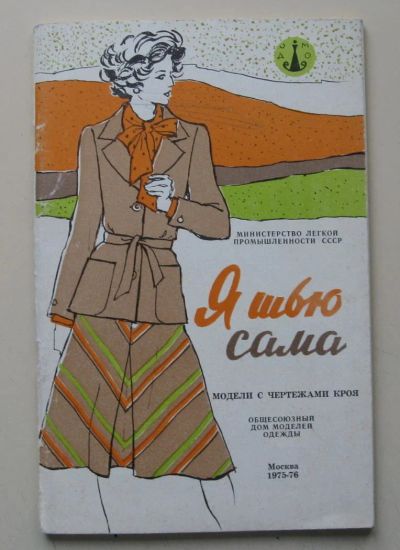 МИНИСТЕРСТВО ЛЕГКОЙ
ПРОМЫШЛЕННОСТИ СССР
Я шью
сама
МОДЕЛИ С ЧЕРТЕЖАМИ КРОЯ
ОБЩЕСОЮЗНЫЙ
ДОМ МОДЕЛЕЙ
ОДЕЖДЫ
Москва
1975-76